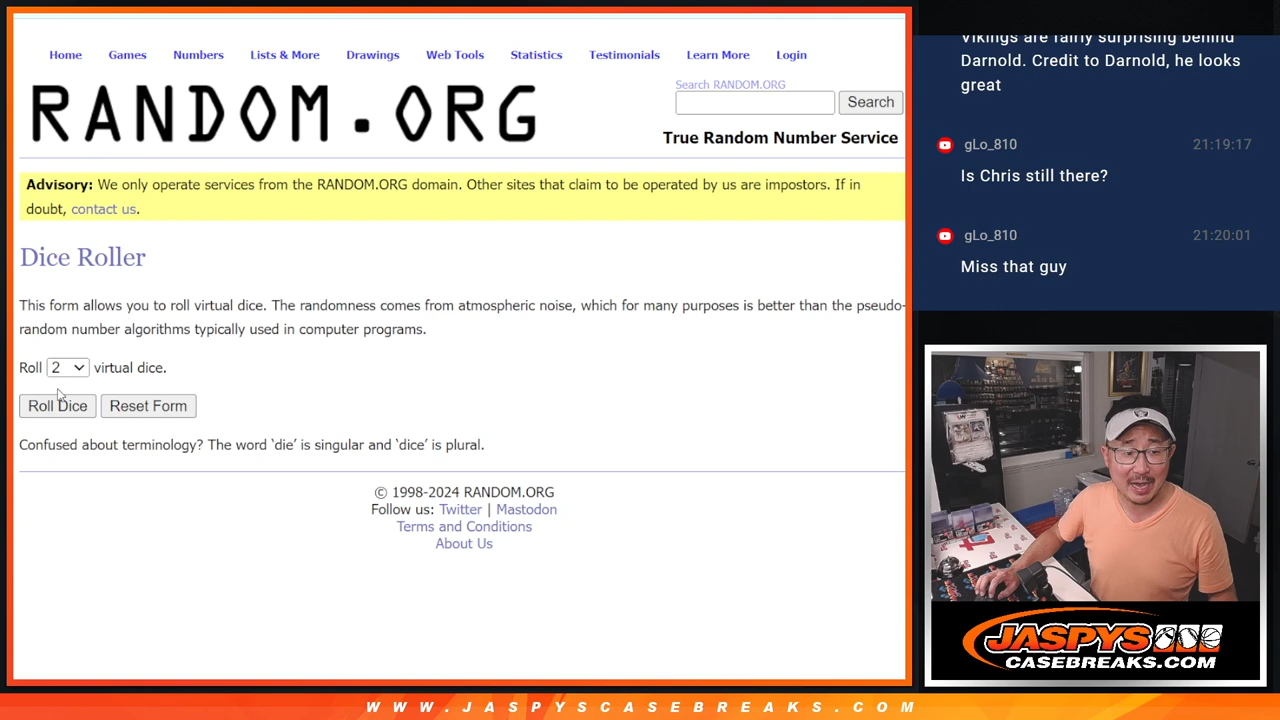 Home Games Numbers Lists & More Drawings Web Tools Statistics Testimonials Learn More Login
RANDOM.ORG
Search RANDOM.ORG
Search
True Random Number Service
Advisory: We only operate services from the RANDOM.ORG domain. Other sites that claim to be operated by us are impostors. If in
doubt, contact us.
Dice Roller
This form allows you to roll virtual dice. The randomness comes from atmospheric noise, which for many purposes is better than the pseudo-
random number algorithms typically used in computer programs.
Roll 2 virtual dice.
Roll Dice Reset Form
Confused about terminology? The word ‘die’ is singular and ‘dice’ is plural.
© 1998-2024 RANDOM.ORG
Follow us: Twitter | Mastodon
Terms and Conditions
About Us
Vikings are fairly surprising behind
Darnold. Credit to Darnold, he looks
great
gLo_810 21:19:17
Is Chris still there?
gLo_810 21:20:01
Miss that guy
JASPYS
CASEBREAKS.COM
WWW.JASPYSCASEBREAKS.COM